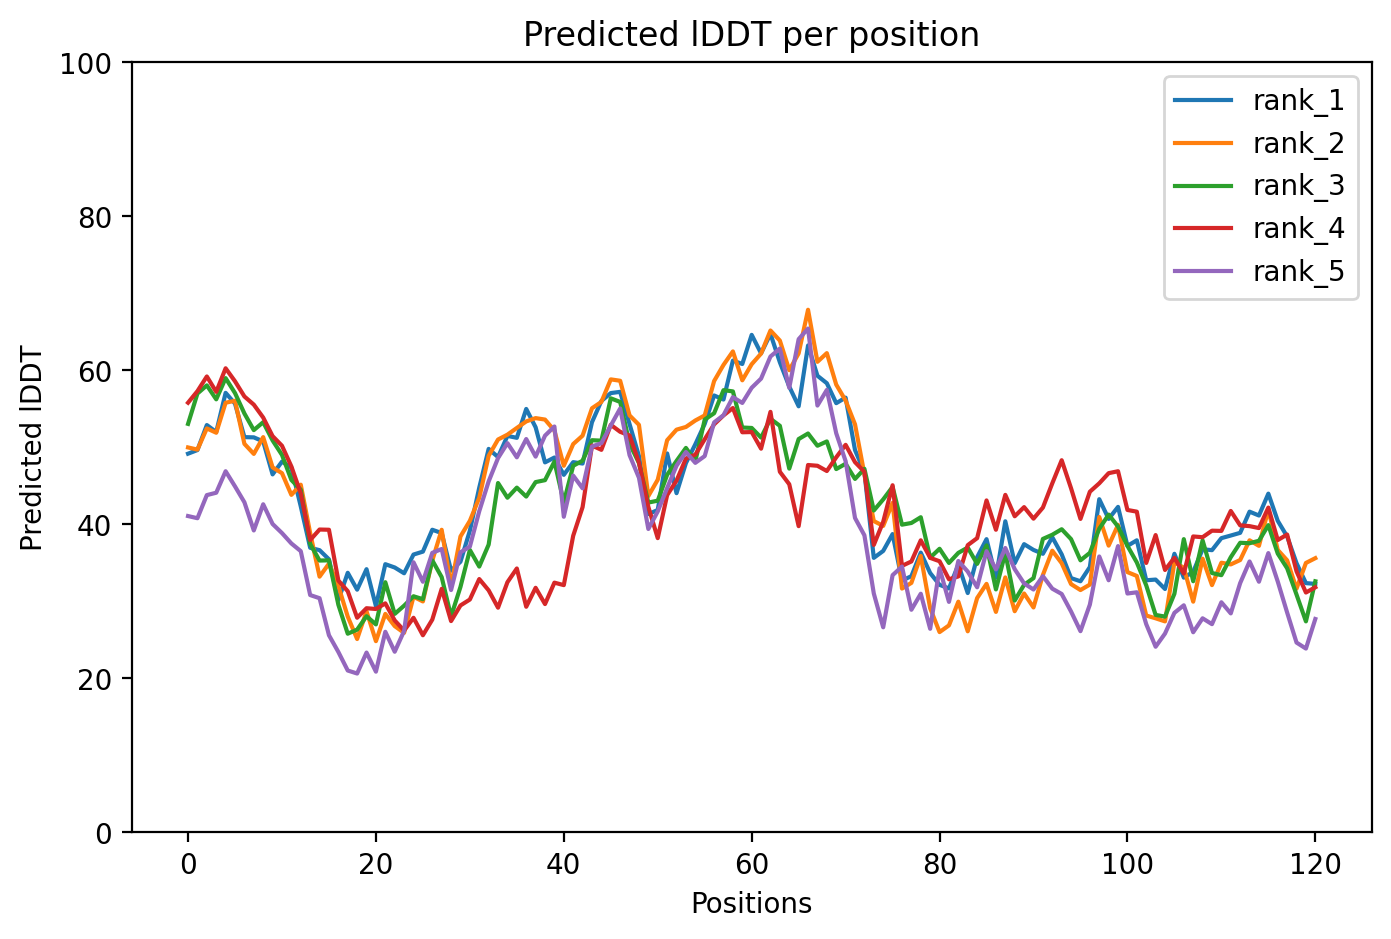 Predicted lDDT per position
100
80
60
40
20
0
Predicted lDDT
0 20 40 60 80 100 120
Positions
rank_1
rank_2
rank_3
rank_4
rank_5